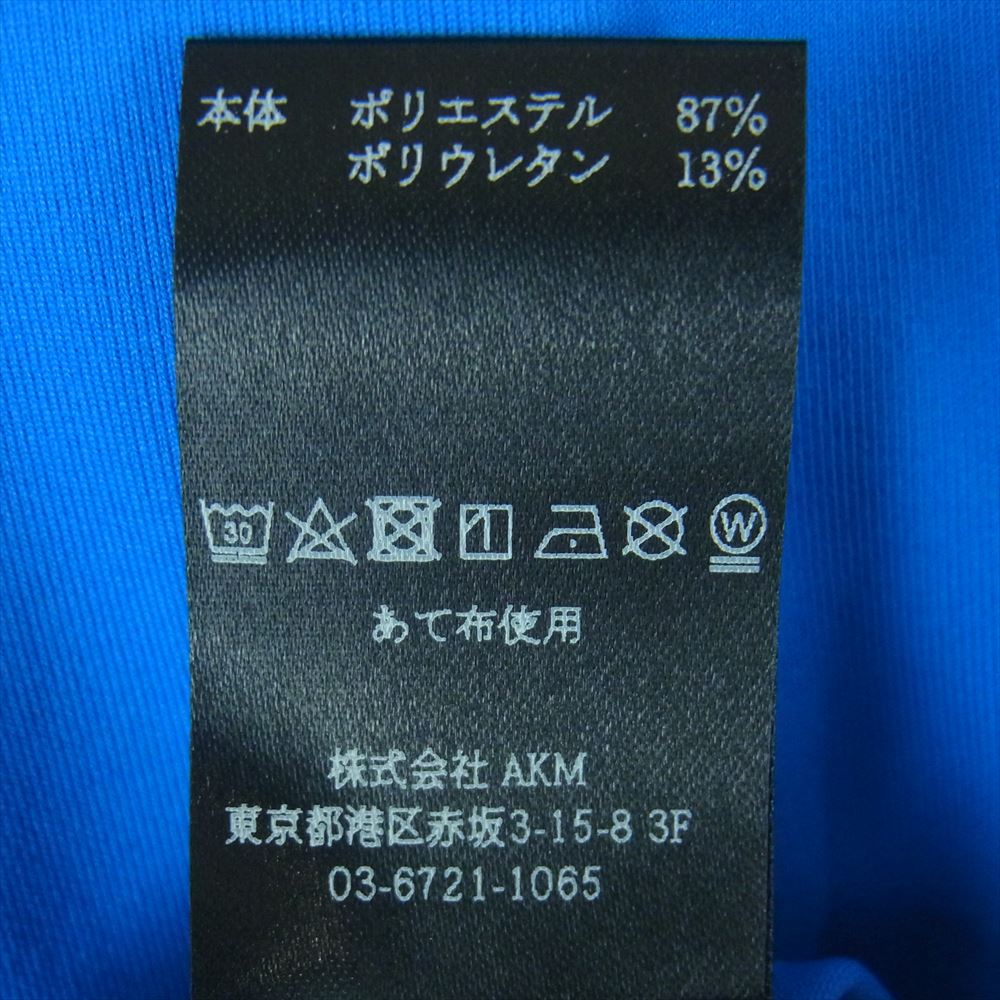 本体 ポリエステル 87%
ポリウレタン 13%
30 W
あて布使用
株式会社 AKM
東京都港区赤坂3-15-8 3F
03-6721-1065